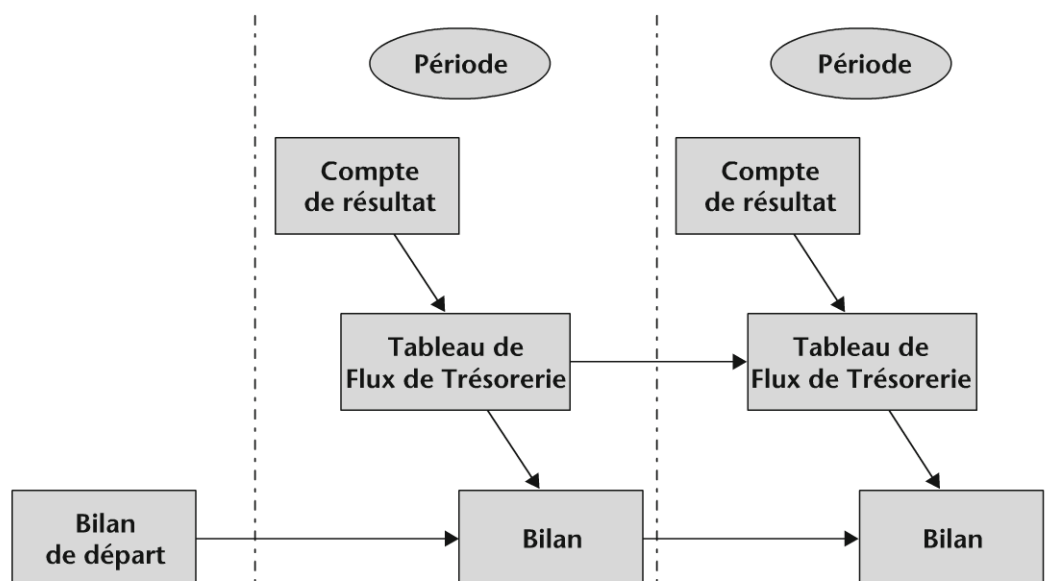 Période
Période
Compte
de résultat
Compte
de résultat
Tableau de
Flux de Trésorerie
Tableau de
Flux de Trésorerie
Bilan
de départ
Bilan
Bilan